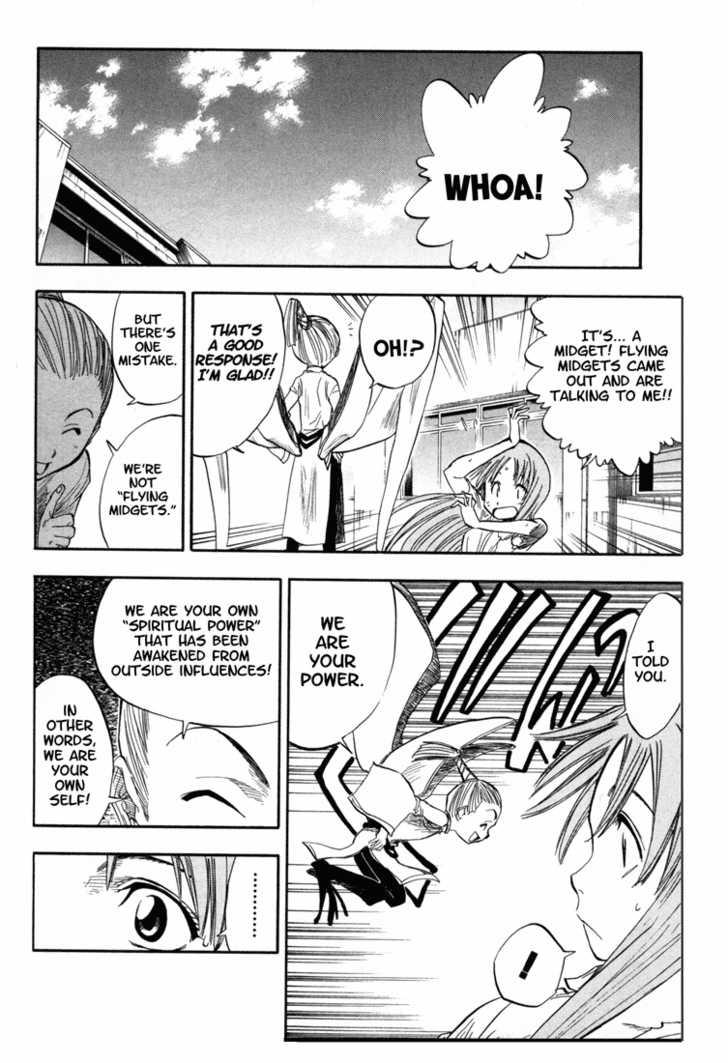 WHOA!
IT'S... A
MIDGET! FLYING
MIDGETS CAME
OUT AND ARE
TALKING TO ME!!
OH!?
THAT'S
A GOOD
RESPONSE!
I'M GLAD!!
BUT
THERE'S
ONE
MISTAKE.
WE'RE
NOT
"FLYING
MIDGETS."
I
TOLD
YOU.
WE
ARE
YOUR
POWER.
!
WE ARE YOUR OWN
"SPIRITUAL POWER"
THAT HAS BEEN
AWAKENED FROM
OUTSIDE INFLUENCES!
IN
OTHER
WORDS,
WE ARE
YOUR
OWN
SELF!
.........